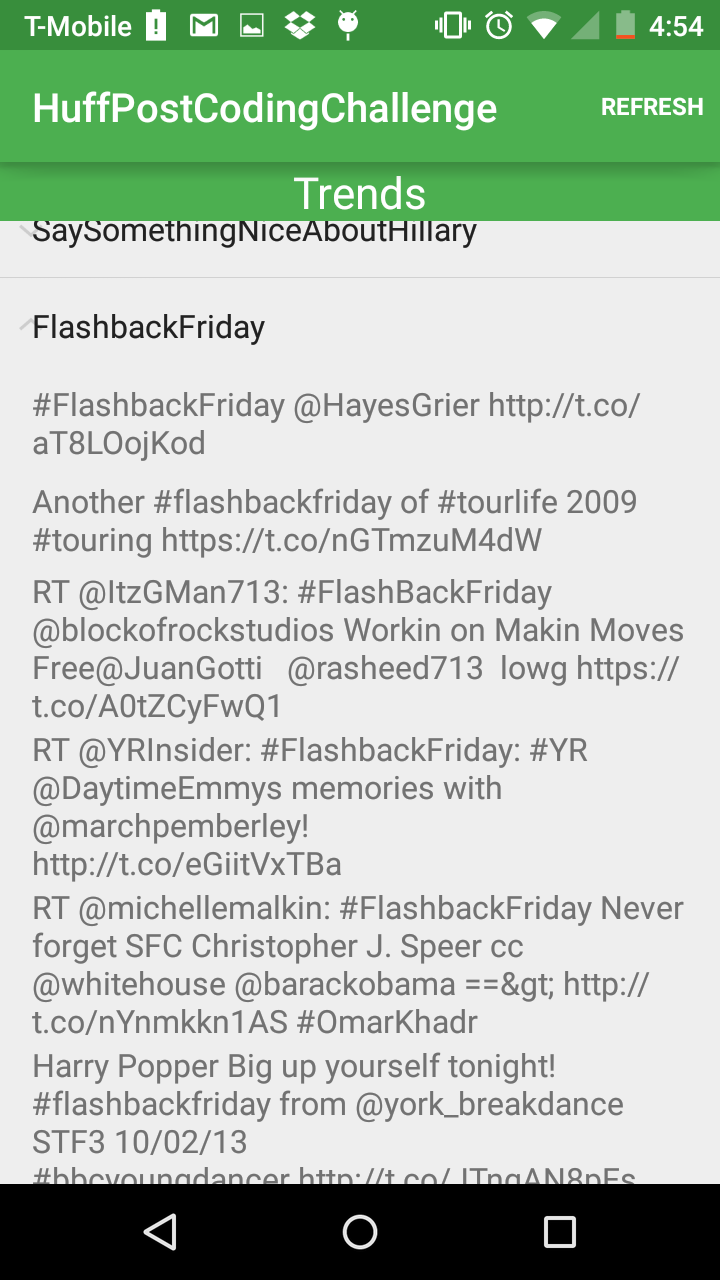 T-Mobile 4:54
HuffPostCodingChallenge REFRESH
Trends
SaySomethingNiceAboutHillary
FlashbackFriday
#FlashbackFriday @HayesGrier http://t.co/
aT8LOojKod
Another #flashbackfriday of #tourlife 2009
#touring https://t.co/nGTmzuM4dW
RT @ItzGMan713: #FlashBackFriday
@blockofrockstudios Workin on Makin Moves
Free@JuanGotti   @rasheed713  lowg https://
t.co/A0tZCyFwQ1
RT @YRInsider: #FlashbackFriday: #YR
@DaytimeEmmys memories with
@marchpemberley!
http://t.co/eGiitVxTBa
RT @michellemalkin: #FlashbackFriday Never
forget SFC Christopher J. Speer cc
@whitehouse @barackobama ==&gt; http://
t.co/nYnmkkn1AS #OmarKhadr
Harry Popper Big up yourself tonight!
#flashbackfriday from @york_breakdance
STF3 10/02/13
#bbcyoungdancer